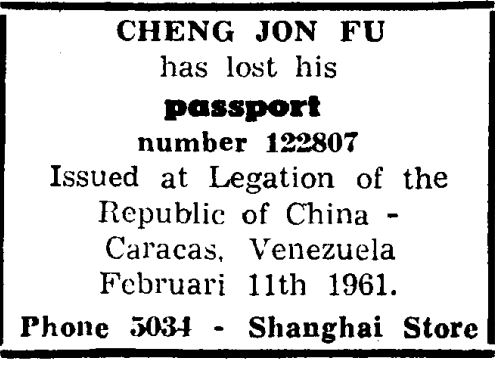 CHENG JON FU
has lost his
passport
number 122807
Issued at Legation of the
Republic of China -
Caracas, Venezuela
Februari 11th 1961.
Phone 5034 - Shanghai Store